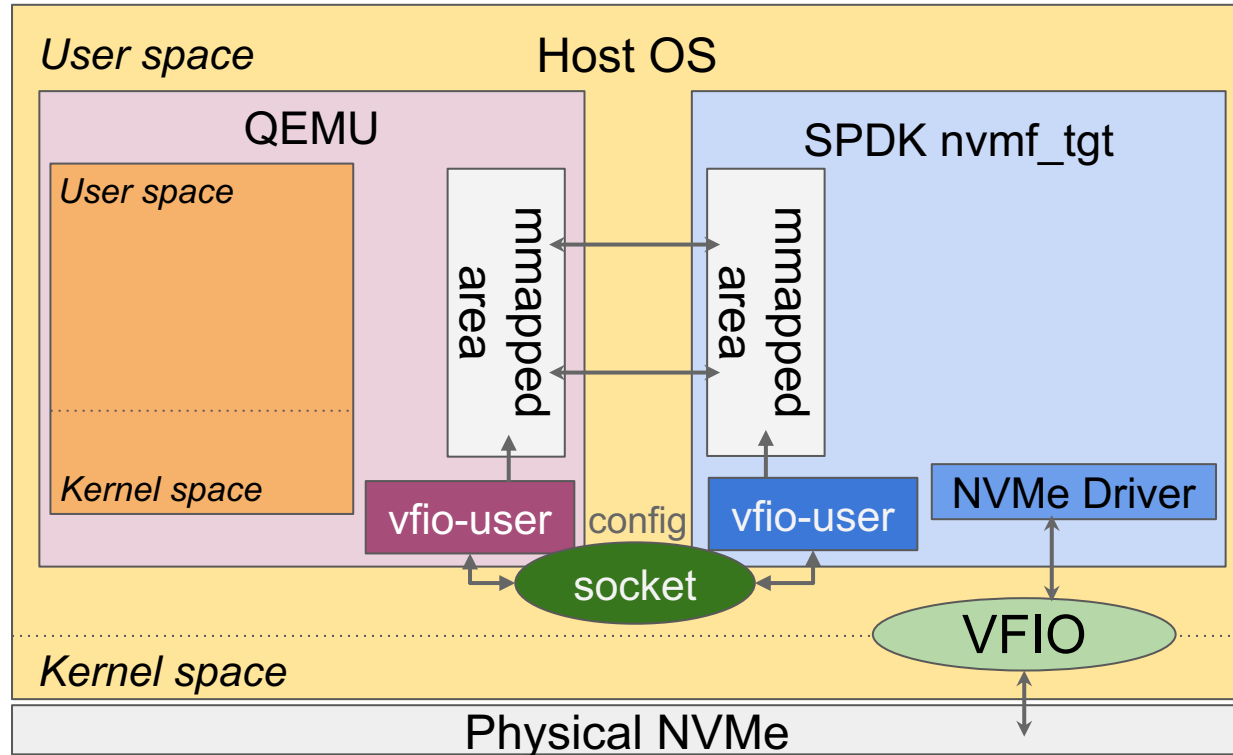 User space
Host OS
QEMU
SPDK nvmf_tgt
User space
mmapped
area
mmapped
area
Kernel space
NVMe Driver
vfio-user
config
vfio-user
socket
VFIO
Kernel space
Physical NVMe